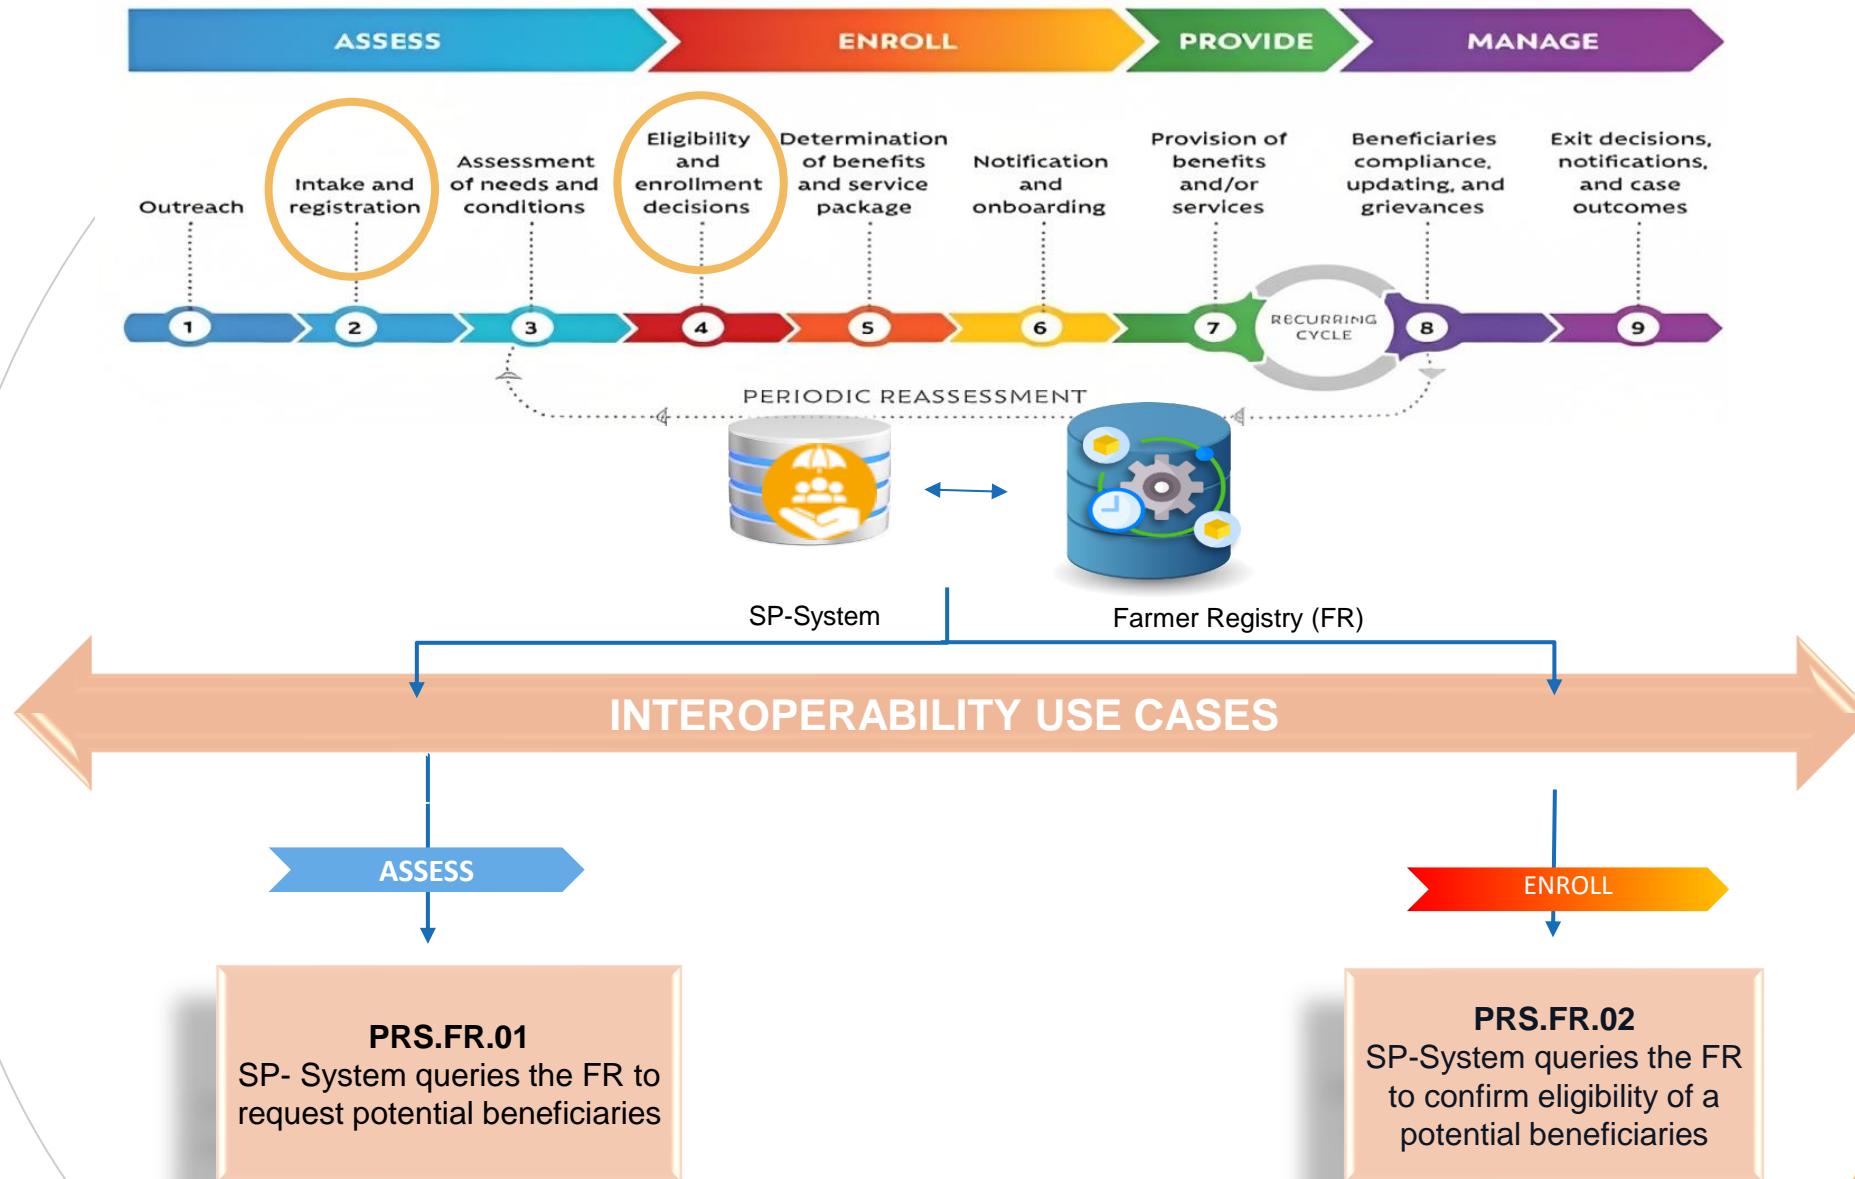 ASSESS
ENROLL
PROVIDE
MANAGE
Outreach
Intake and
registration
Assessment
of needs and
conditions
Eligibility
and
enrollment
decisions
Determination
of benefits
and service
package
Notification
and
onboarding
Provision of
benefits
and/or
services
Beneficiaries
compliance,
updating, and
grievances
Exit decisions,
notifications,
and case
outcomes
1
2
3
4
5
6
7
RECURRING
CYCLE
8
9
PERIODIC REASSESSMENT
SP-System
Farmer Registry (FR)
INTEROPERABILITY USE CASES
ASSESS
ENROLL
PRS.FR.01
SP- System queries the FR to
request potential beneficiaries
PRS.FR.02
SP-System queries the FR
to confirm eligibility of a
potential beneficiaries